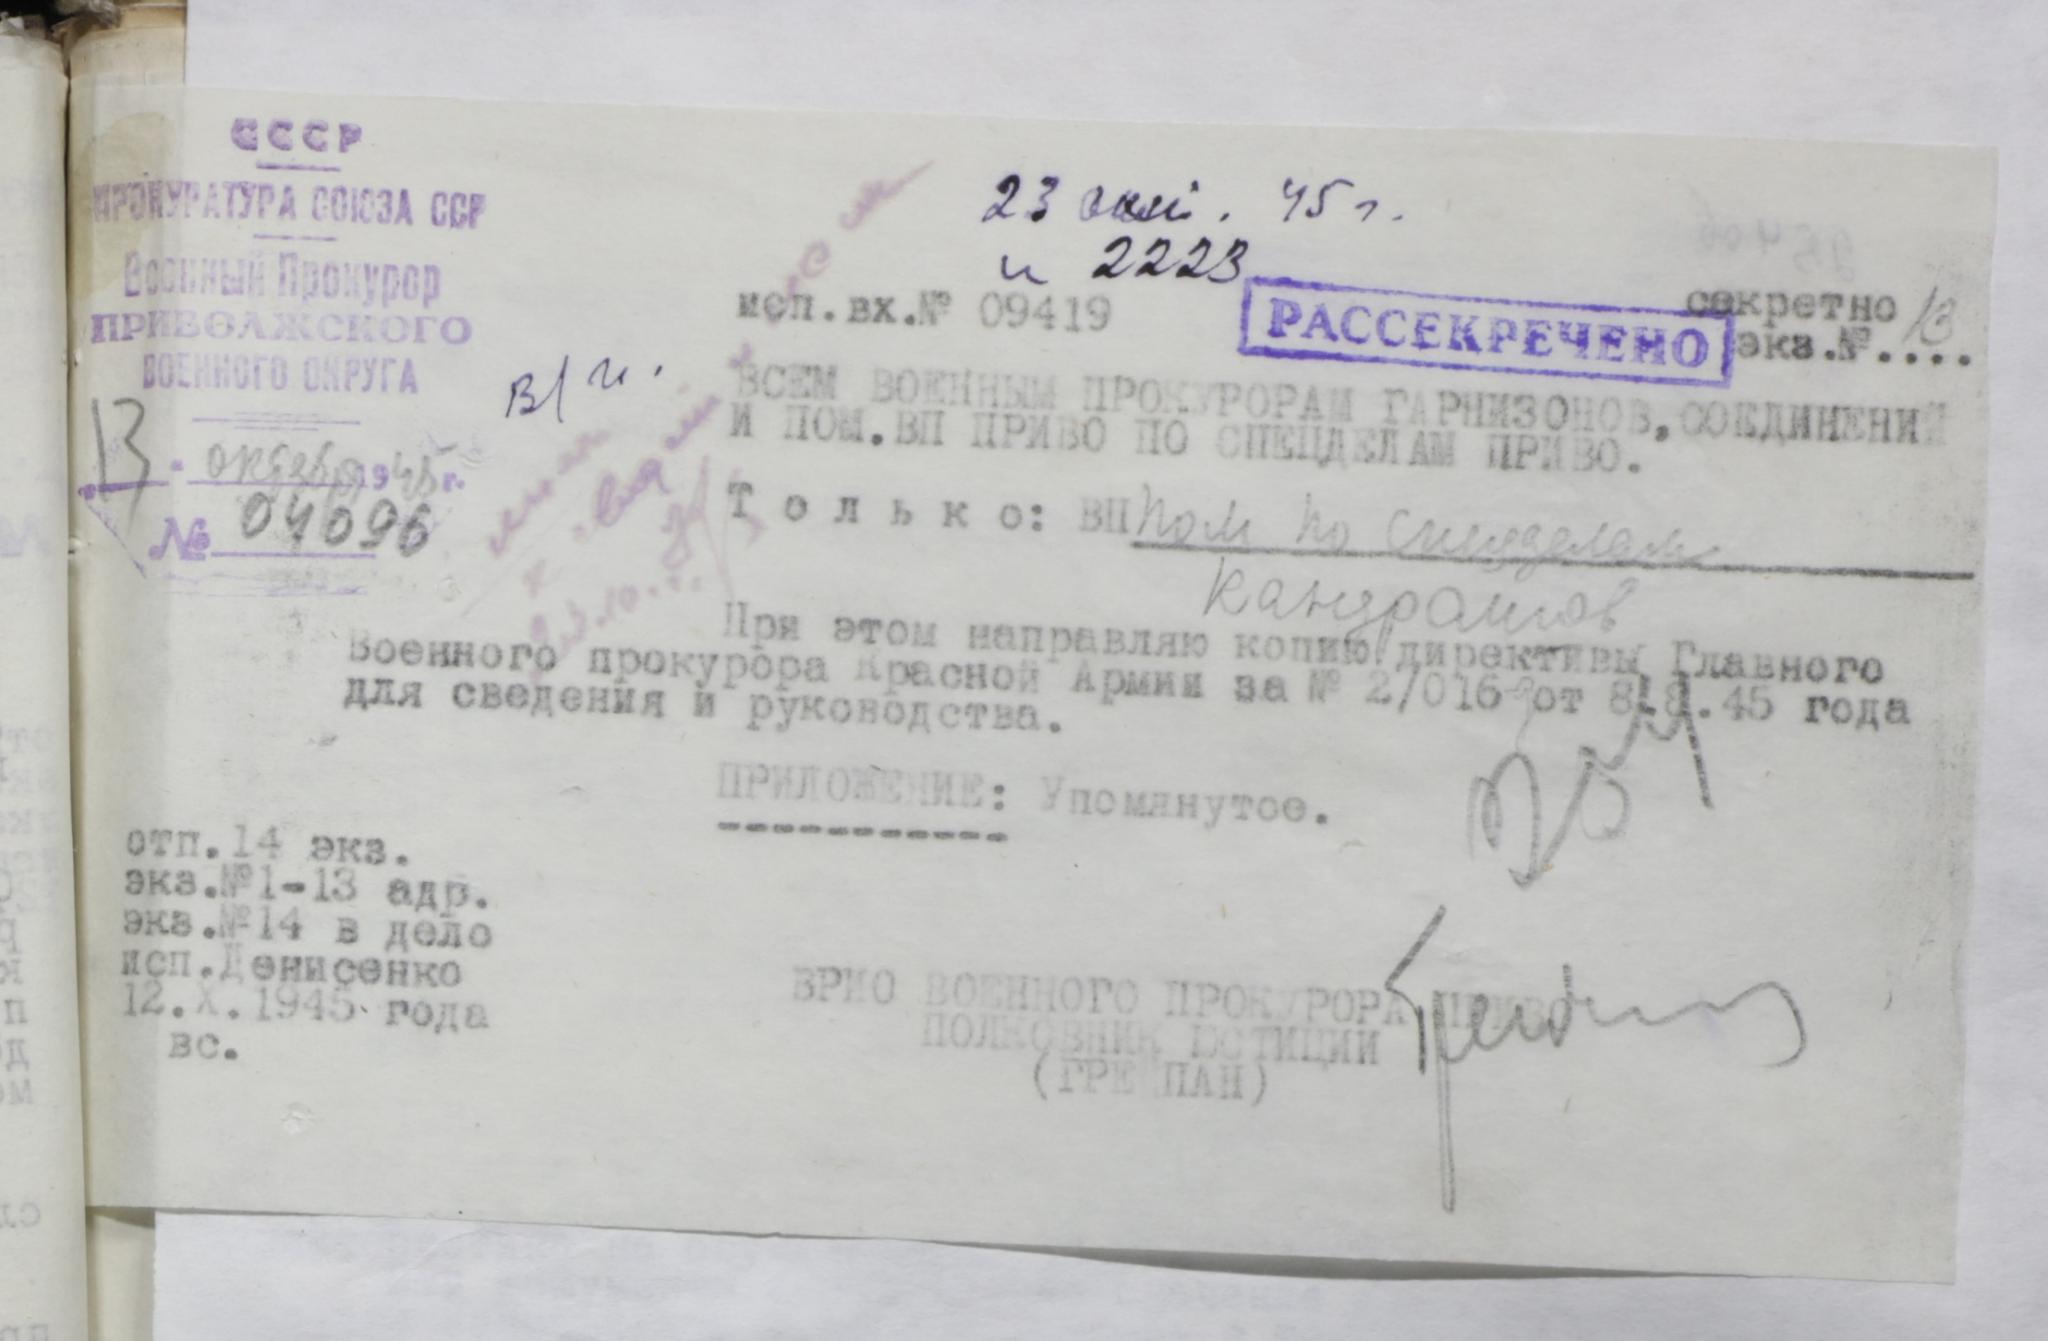 СССР
ПРОКУРАТУРА СОЮЗА ССР
Военный Прокурор
ПРИВОЛЖСКОГО
ВОЕННОГО ОКРУГА
13 октября 1945 г.
№ 04696
23 окт. 45 г.
2223
исп.вх.№ 09419
РАССЕКРЕЧЕНО
секретно
экз.№.... 13
ВСЕМ ВОЕННЫМ ПРОКУРОРАМ ГАРНИЗОНОВ, СОЕДИНЕНИЙ
И ПОМ.ВП ПРИВО ПО СПЕЦДЕЛАМ ПРИВО.
Только: ВП Пом по спецделам
При этом направляю копию директивы Главного
Военного прокурора Красной Армии за № 2/016 от 45 года
для сведения и руководства.
ПРИЛОЖЕНИЕ: Упомянутое.
отп.14 экз.
экз.№1-13 адр.
экз.№14 в дело
исп.Денисенко
12.X.1945 года
вс.
ВРИО ВОЕННОГО ПРОКУРОРА ПРИВО
ПОЛКОВНИК ЮСТИЦИИ